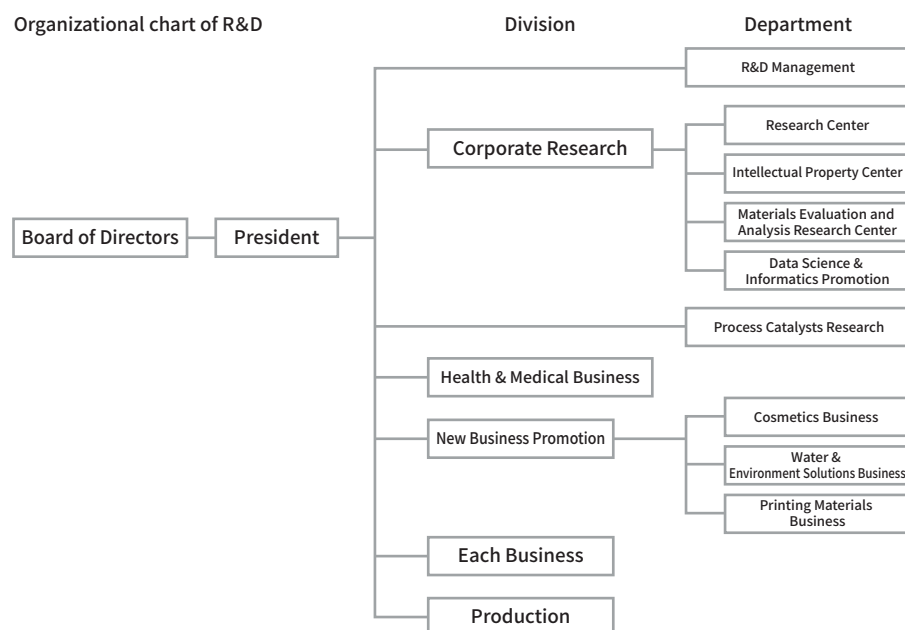 Organizational chart of R&D
Division
Department
R&D Management
Corporate Research
Research Center
Intellectual Property Center
Materials Evaluation and
Analysis Research Center
Data Science &
Informatics Promotion
Board of Directors
President
Process Catalysts Research
Health & Medical Business
New Business Promotion
Cosmetics Business
Water &
Environment Solutions Business
Printing Materials
Business
Each Business
Production